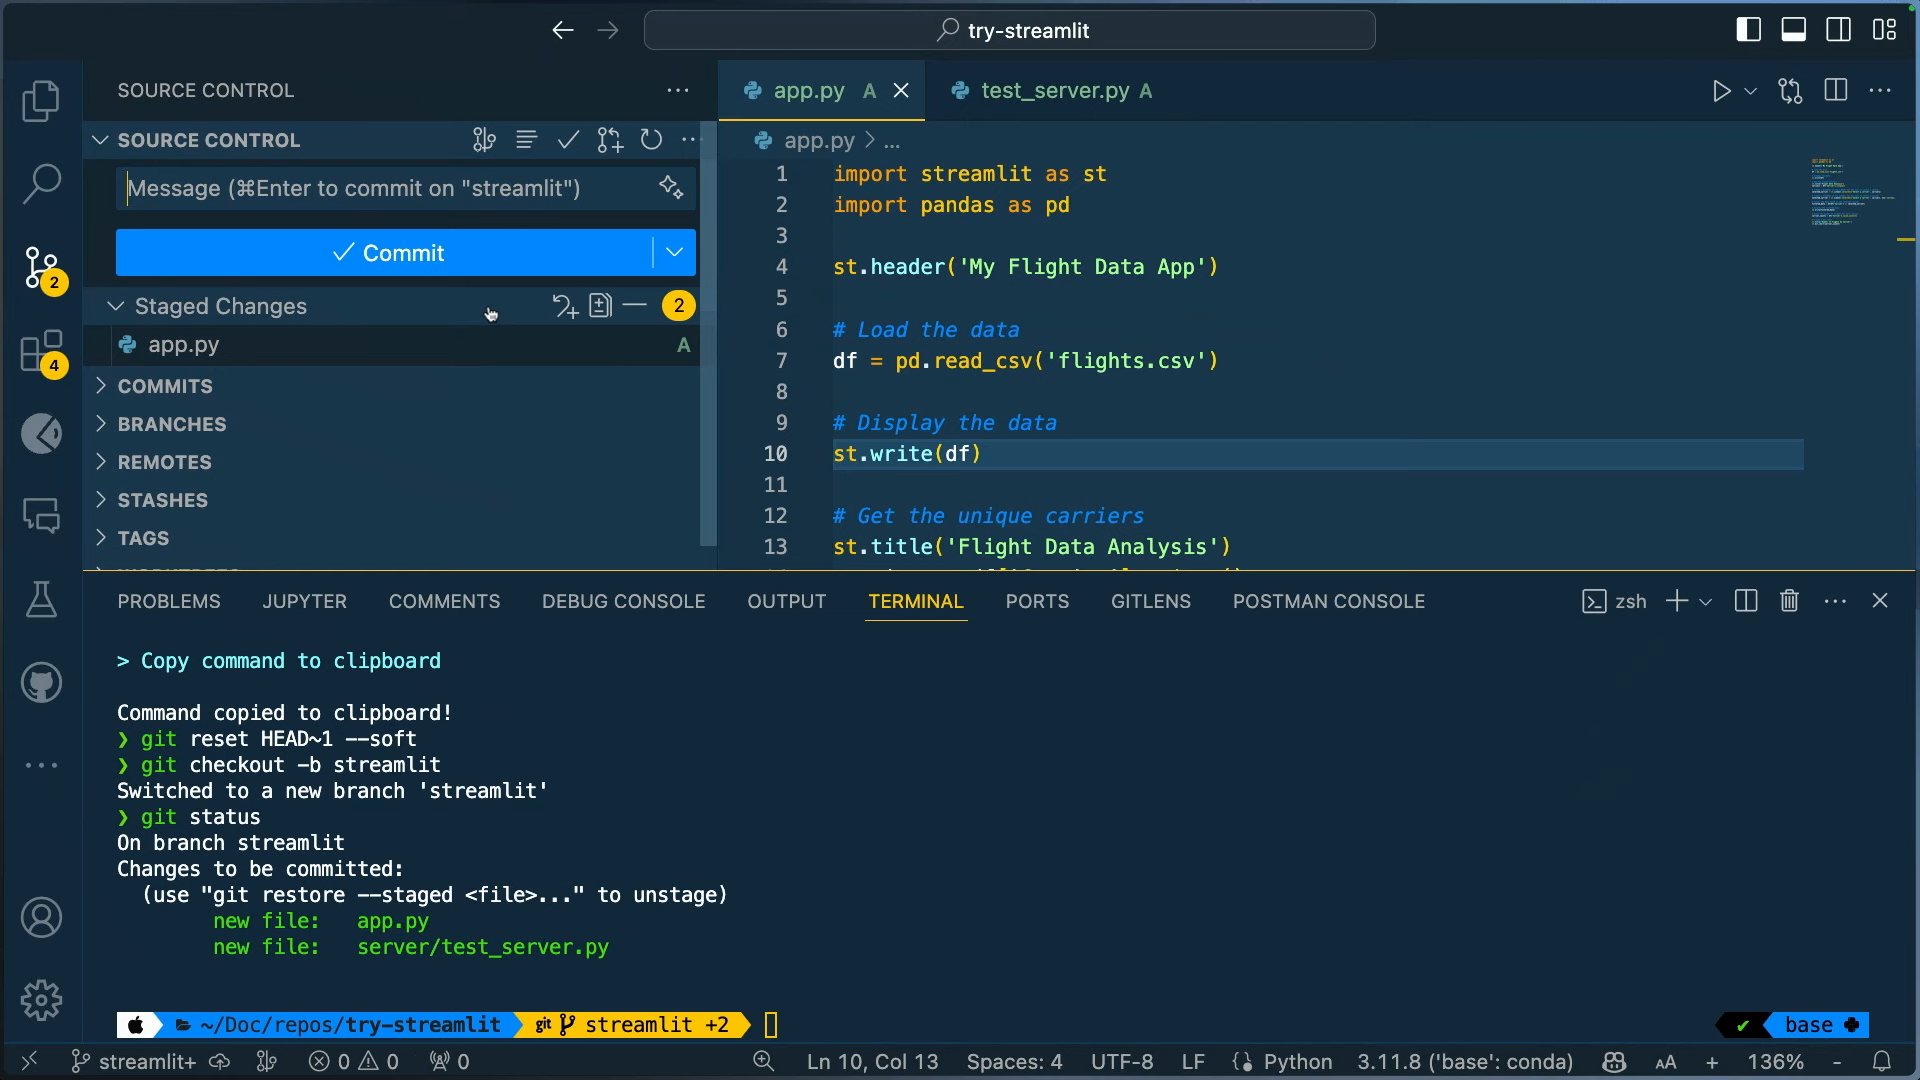 try-streamlit
SOURCE CONTROL
SOURCE CONTROL
Message (⌘Enter to commit on "streamlit")
Commit
Staged Changes
2
app.py A
COMMITS
BRANCHES
REMOTES
STASHES
TAGS
2
4
app.py A
test_server.py A
app.py > ...
1 import streamlit as st
2 import pandas as pd
3
4 st.header('My Flight Data App')
5
6 # Load the data
7 df = pd.read_csv('flights.csv')
8
9 # Display the data
10 st.write(df)
11
12 # Get the unique carriers
13 st.title('Flight Data Analysis')
PROBLEMS JUPYTER COMMENTS DEBUG CONSOLE OUTPUT TERMINAL PORTS GITLENS POSTMAN CONSOLE
zsh
> Copy command to clipboard
Command copied to clipboard!
❯ git reset HEAD~1 --soft
❯ git checkout -b streamlit
Switched to a new branch 'streamlit'
❯ git status
On branch streamlit
Changes to be committed:
(use "git restore --staged <file>..." to unstage)
new file: app.py
new file: server/test_server.py
~/Doc/repos/try-streamlit git streamlit +2
✔ base
streamlit+ 0 0 0 Ln 10, Col 13 Spaces: 4 UTF-8 LF Python 3.11.8 ('base': conda) AA + 136% -